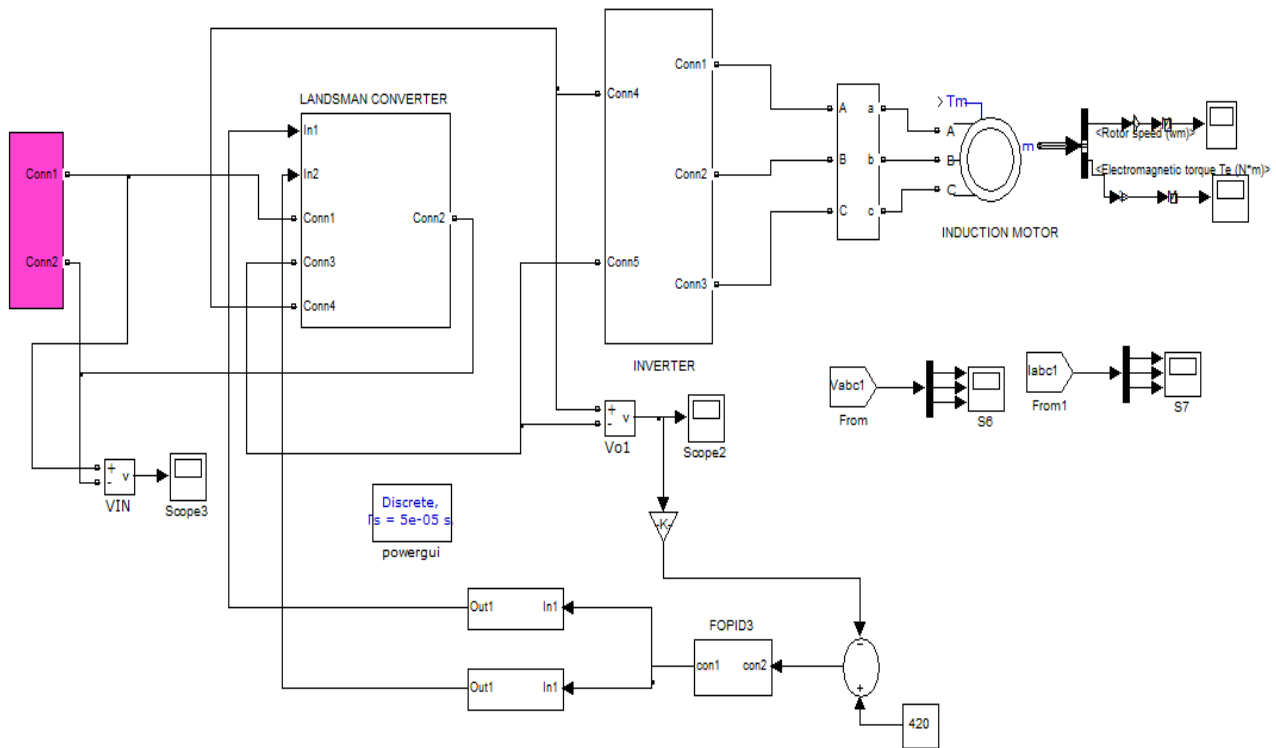 Conn1
Conn2
LANDSMAN CONVERTER
In1
In2
Conn1
Conn3
Conn4
Conn2
Conn4
Conn5
Conn1
Conn2
Conn3
INVERTER
A
B
C
a
b
c
Tm
A
B
C
m
INDUCTION MOTOR
<Rotor speed (wm)>
<Electromagnetic torque Te (N*m)>
Vabc1
From
S6
Iabc1
From1
S7
+
-
v
VIN
Scope3
+
-
v
Vo1
Scope2
Discrete,
Ts = 5e-05 s.
powergui
-K-
Out1
In1
Out1
In1
FOPID3
con1
con2
−
+
420